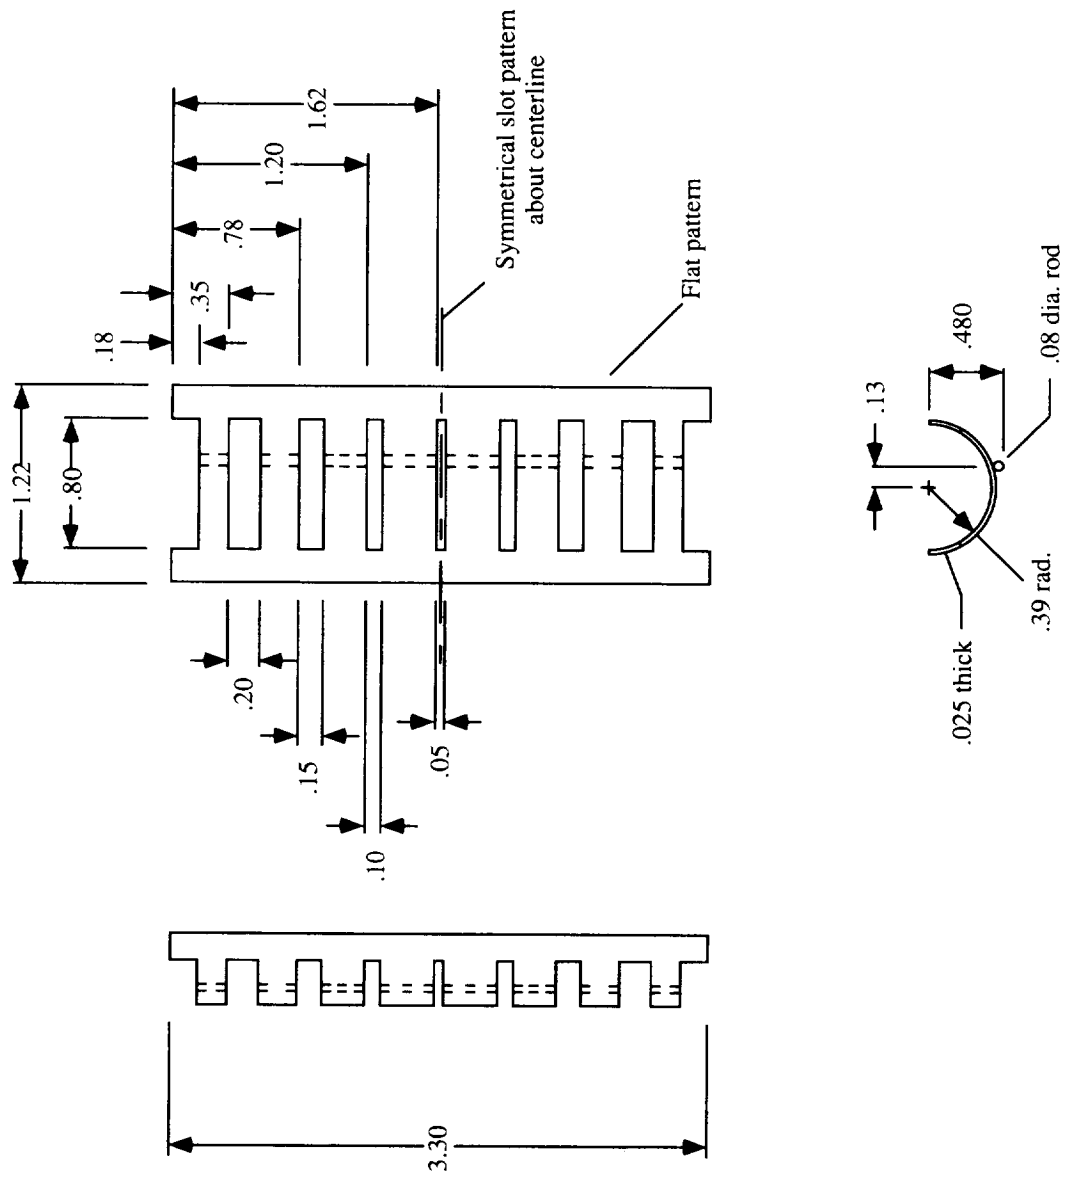 1.22
.80
.18
.35
.78
1.20
1.62
Symmetrical slot pattern
about centerline
Flat pattern
.20
.15
.10
.05
3.30
.13
.480
.08 dia. rod
.39 rad.
.025 thick